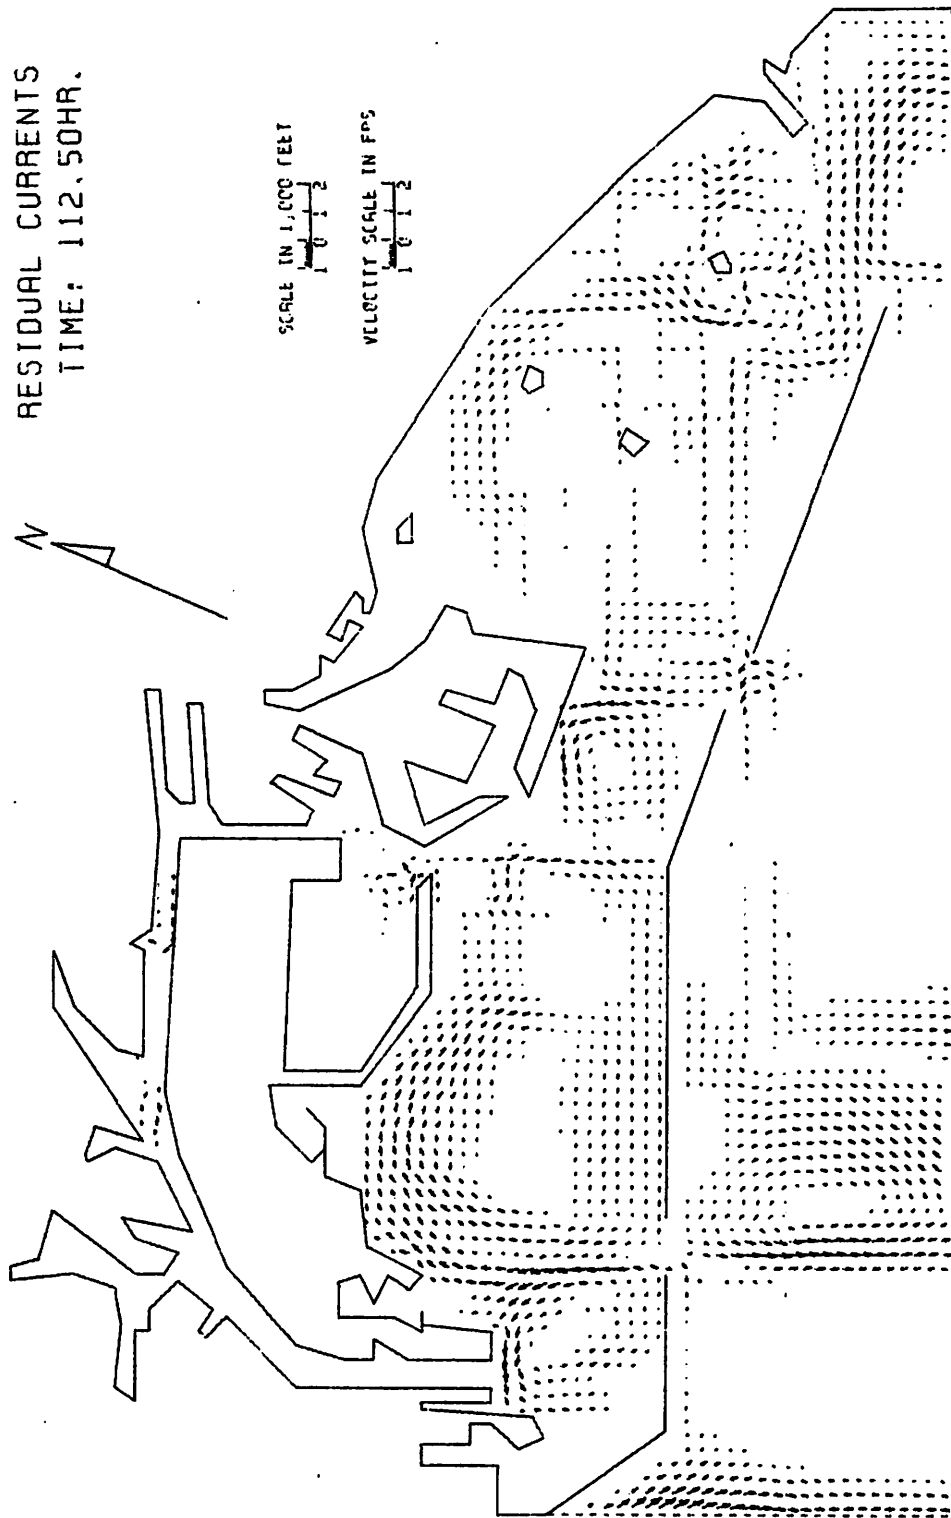 RESIDUAL CURRENTS
TIME: 112.50HR.
SCALE IN 1,000 FEET
1 0 1 2
VELOCITY SCALE IN FPS
1 0 1 2
N